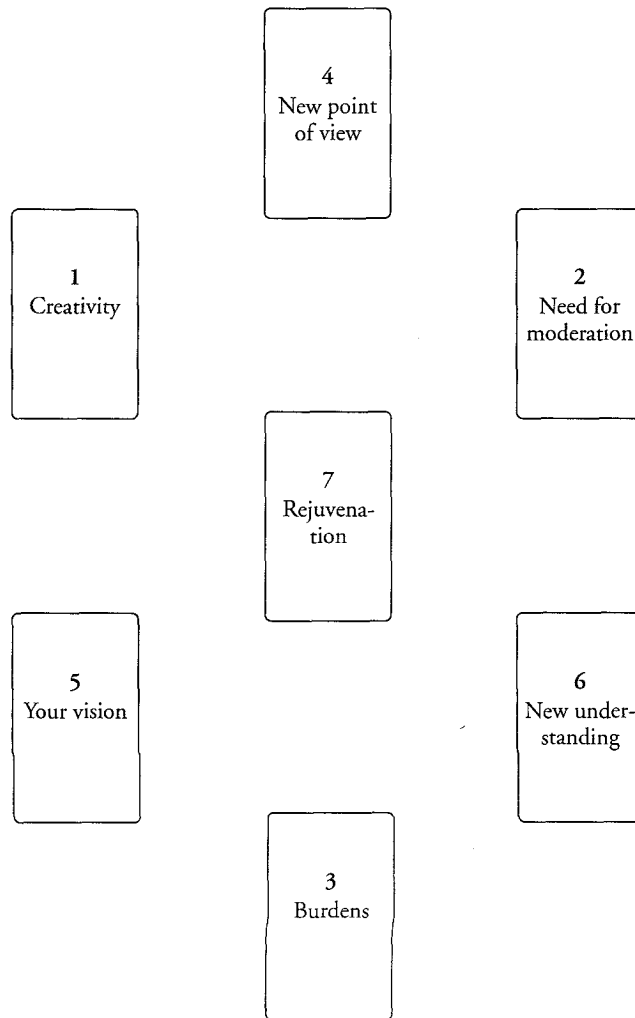 4
New point
of view
1
Creativity
2
Need for
moderation
7
Rejuvena-
tion
5
Your vision
6
New under-
standing
3
Burdens